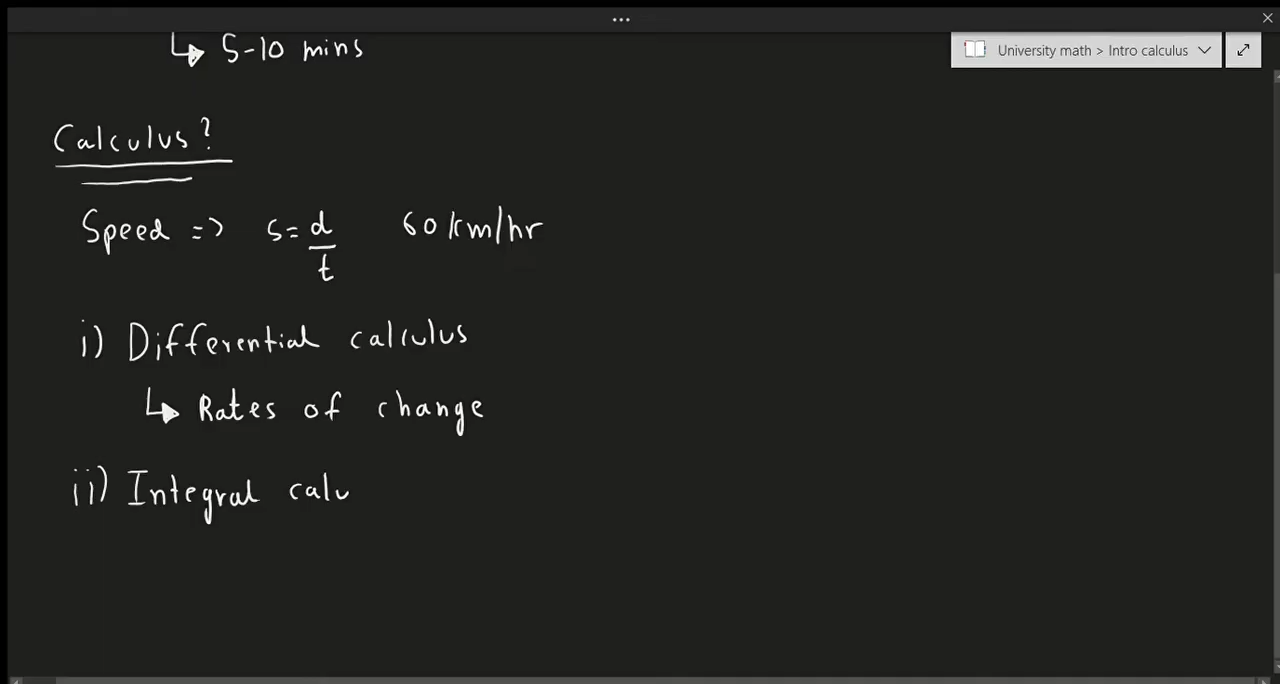 5-10 mins
University math > Intro calculus
Calculus?
Speed => s = d/t 60 km/hr
i) Differential calculus
↳ Rates of change
ii) Integral calu